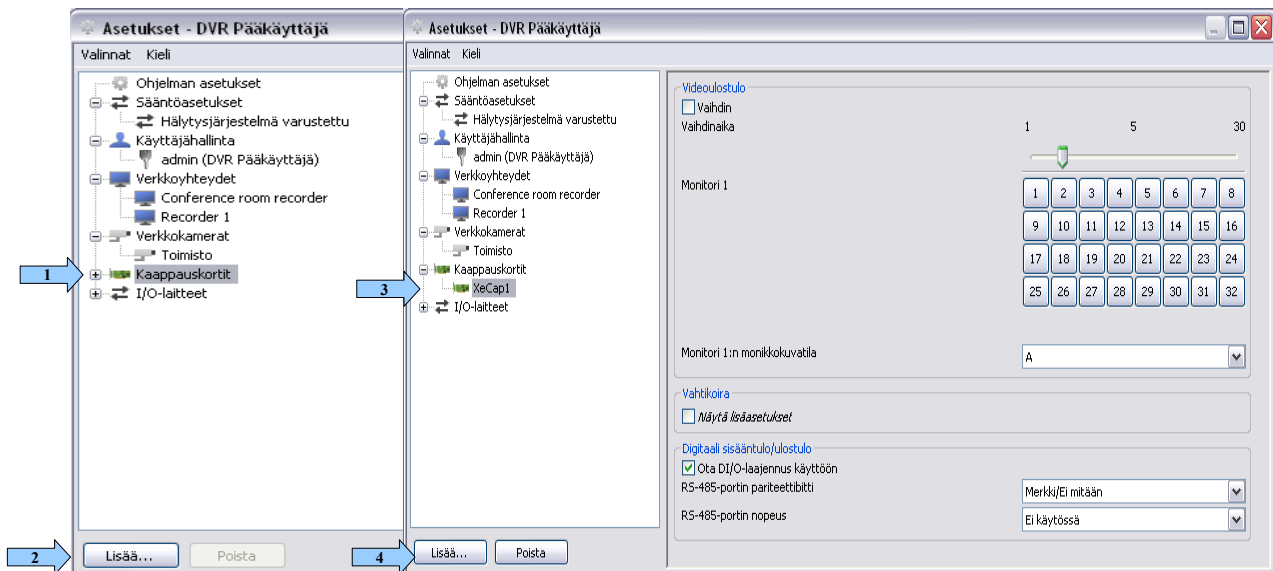 Asetukset - DVR Pääkäyttäjä
Valinnat Kieli
Ohjelman asetukset
Sääntöasetukset
Hälytysjärjestelmä varustettu
Käyttäjähallinta
admin (DVR Pääkäyttäjä)
Verkkoyhteydet
Conference room recorder
Recorder 1
Verkkokamerat
Toimisto
1
Kaappauskortit
I/O-laitteet
2
Lisää...
Poista
Asetukset - DVR Pääkäyttäjä
Valinnat Kieli
Ohjelman asetukset
Sääntöasetukset
Hälytysjärjestelmä varustettu
Käyttäjähallinta
admin (DVR Pääkäyttäjä)
Verkkoyhteydet
Conference room recorder
Recorder 1
Verkkokamerat
Toimisto
Kaappauskortit
3
XeCap1
I/O-laitteet
4
Lisää...
Poista
Videoulostulo
Vaihdin
Vaihdinaika
1 5 30
Monitori 1
1 2 3 4 5 6 7 8
9 10 11 12 13 14 15 16
17 18 19 20 21 22 23 24
25 26 27 28 29 30 31 32
Monitori 1:n monikkokuvatila
A
Vahtikoira
Näytä lisäasetukset
Digitaali sisääntulo/ulostulo
Ota DI/O-laajennus käyttöön
RS-485-portin pariteettibitti
Merkki/Ei mitään
RS-485-portin nopeus
Ei käytössä